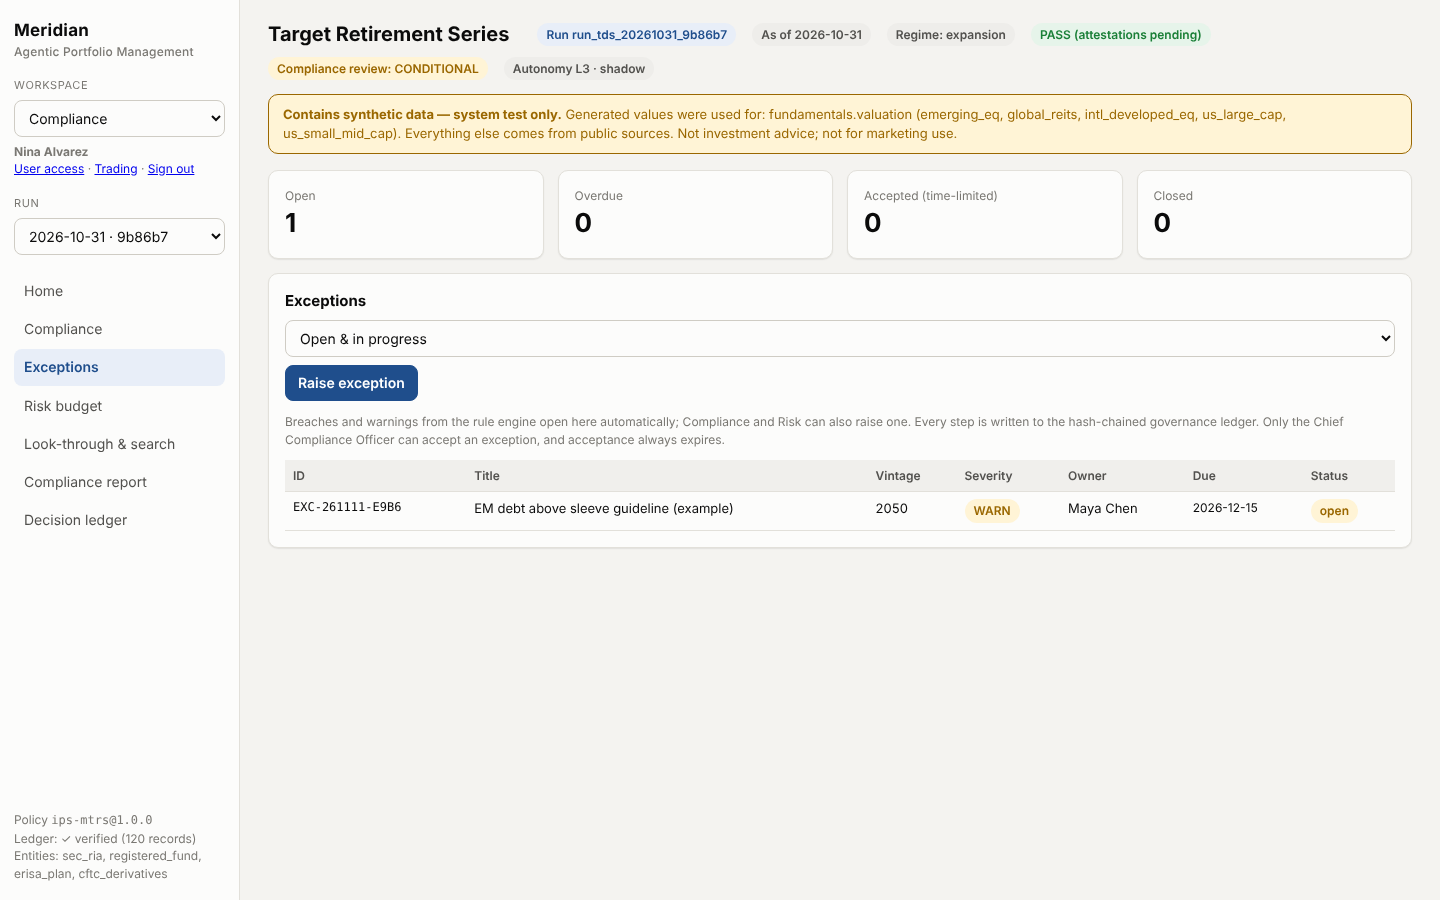 Meridian
Agentic Portfolio Management
WORKSPACE
Compliance
Nina Alvarez
User access · Trading · Sign out
RUN
2026-10-31 · 9b86b7
Home
Compliance
Exceptions
Risk budget
Look-through & search
Compliance report
Decision ledger
Policy ips-mtrs@1.0.0
Ledger: ✓ verified (120 records)
Entities: sec_ria, registered_fund,
erisa_plan, cftc_derivatives
Target Retirement Series
Run run_tds_20261031_9b86b7
As of 2026-10-31
Regime: expansion
PASS (attestations pending)
Compliance review: CONDITIONAL
Autonomy L3 · shadow
Contains synthetic data — system test only. Generated values were used for: fundamentals.valuation (emerging_eq, global_reits, intl_developed_eq, us_large_cap,
us_small_mid_cap). Everything else comes from public sources. Not investment advice; not for marketing use.
Open
1
Overdue
0
Accepted (time-limited)
0
Closed
0
Exceptions
Open & in progress
Raise exception
Breaches and warnings from the rule engine open here automatically; Compliance and Risk can also raise one. Every step is written to the hash-chained governance ledger. Only the Chief
Compliance Officer can accept an exception, and acceptance always expires.
ID Title Vintage Severity Owner Due Status
EXC-261111-E9B6 EM debt above sleeve guideline (example) 2050 WARN Maya Chen 2026-12-15 open